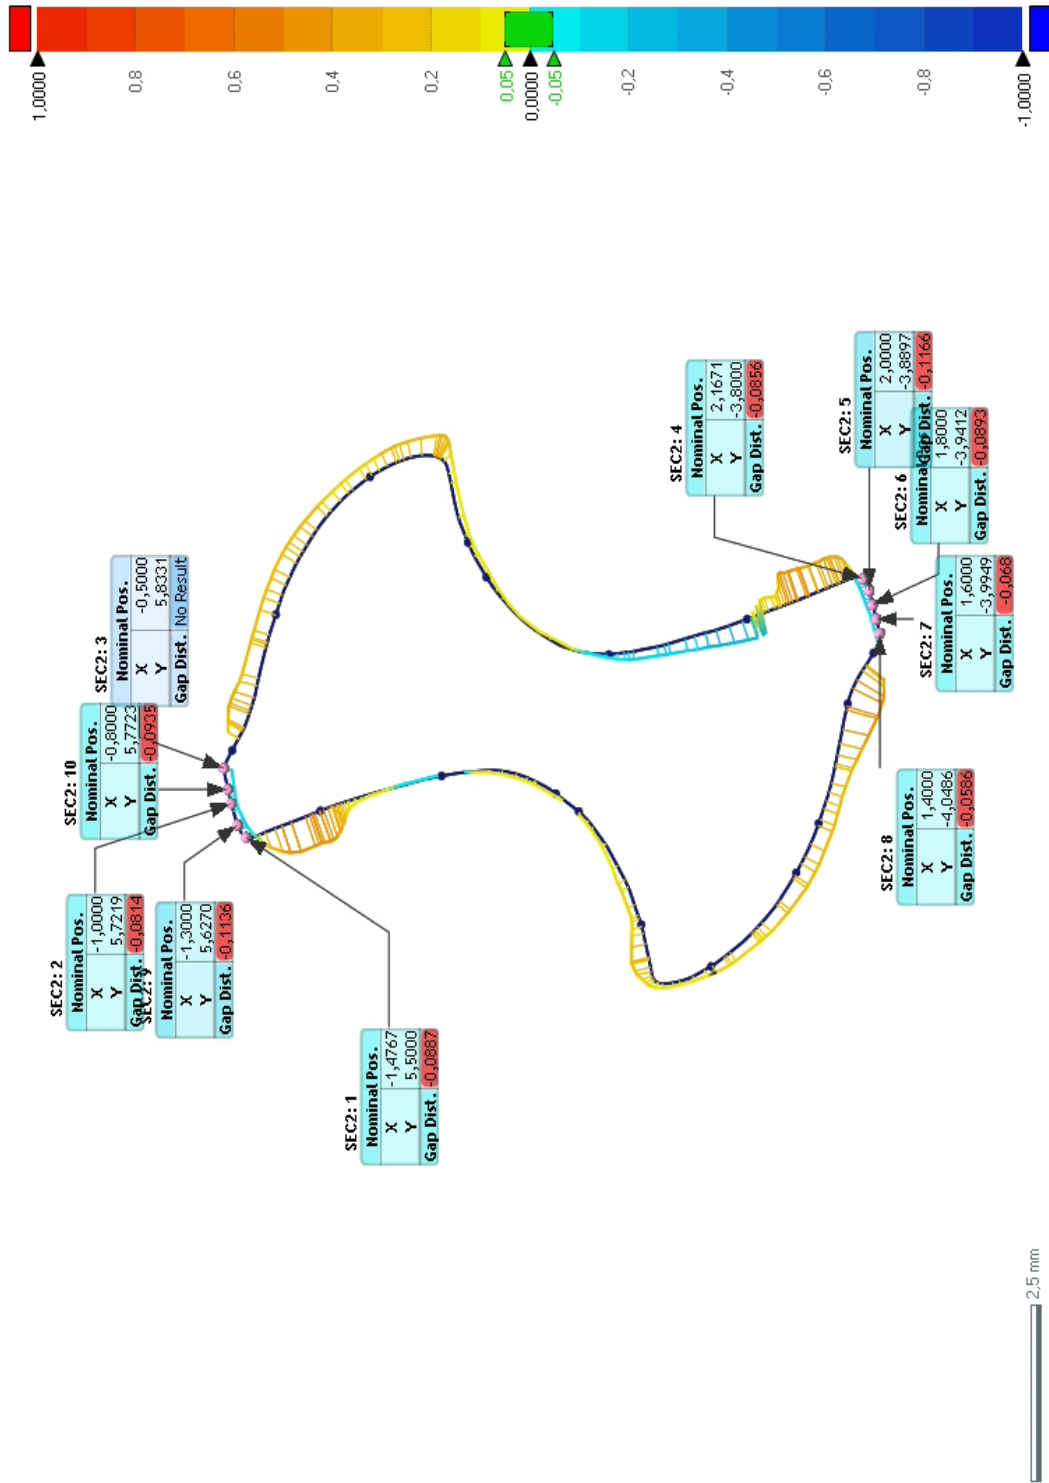 SEC2: 2
Nominal Pos.
X -1,0000
Y 5,7219
Gap Dist. -0,0814
SEC2: 10
Nominal Pos.
X -0,8000
Y 5,7723
Gap Dist. -0,0935
SEC2: 3
Nominal Pos.
X -0,5000
Y 5,8331
Gap Dist. No Result
SEC2: 9
Nominal Pos.
X -1,3000
Y 5,6270
Gap Dist. -0,1136
SEC2: 1
Nominal Pos.
X -1,4767
Y 5,5000
Gap Dist. -0,0887
SEC2: 4
Nominal Pos.
X 2,1671
Y -3,8000
Gap Dist. -0,0856
SEC2: 5
Nominal Pos.
X 2,0000
Y -3,8897
Gap Dist. -0,1166
SEC2: 6
Nominal
X 1,8000
Y -3,9412
Gap Dist. -0,0893
SEC2: 7
Nominal Pos.
X 1,6000
Y -3,9949
Gap Dist. -0,068
SEC2: 8
Nominal Pos.
X 1,4000
Y -4,0486
Gap Dist. -0,0586
1,0000
0,8
0,6
0,4
0,2
0,05
0,0000
-0,05
-0,2
-0,4
-0,6
-0,8
-1,0000
2,5 mm